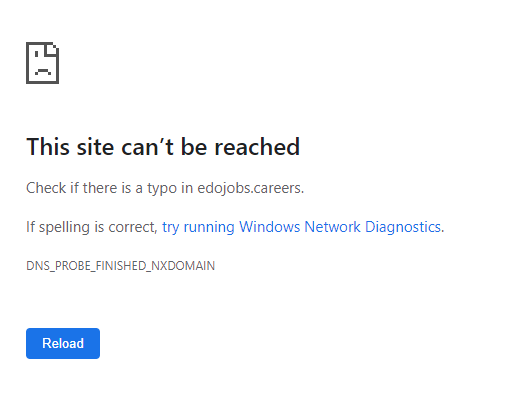 This site can’t be reached
Check if there is a typo in edojobs.careers.
If spelling is correct, try running Windows Network Diagnostics.
DNS_PROBE_FINISHED_NXDOMAIN
Reload